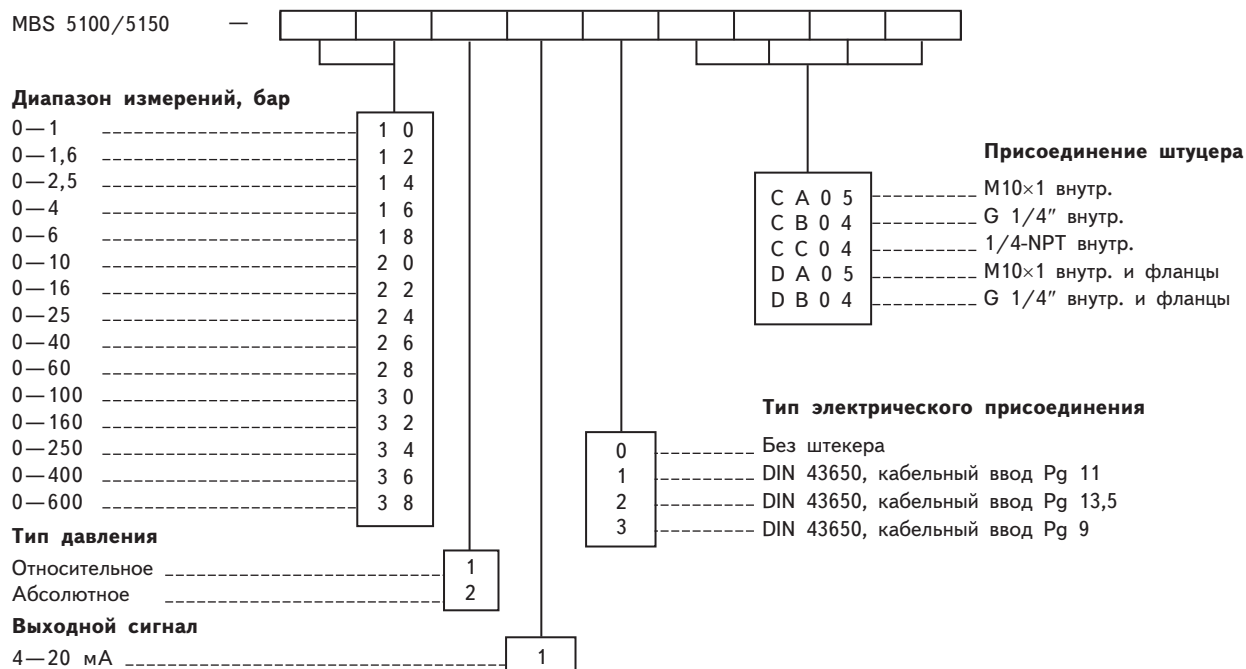 MBS 5100/5150 —
Диапазон измерений, бар
0—1 1 0
0—1,6 1 2
0—2,5 1 4
0—4 1 6
0—6 1 8
0—10 2 0
0—16 2 2
0—25 2 4
0—40 2 6
0—60 2 8
0—100 3 0
0—160 3 2
0—250 3 4
0—400 3 6
0—600 3 8
Присоединение штуцера
C A 0 5 M10×1 внутр.
C B 0 4 G 1/4″ внутр.
C C 0 4 1/4-NPT внутр.
D A 0 5 M10×1 внутр. и фланцы
D B 0 4 G 1/4″ внутр. и фланцы
Тип электрического присоединения
0 Без штекера
1 DIN 43650, кабельный ввод Pg 11
2 DIN 43650, кабельный ввод Pg 13,5
3 DIN 43650, кабельный ввод Pg 9
Тип давления
Относительное 1
Абсолютное 2
Выходной сигнал
4—20 мА 1